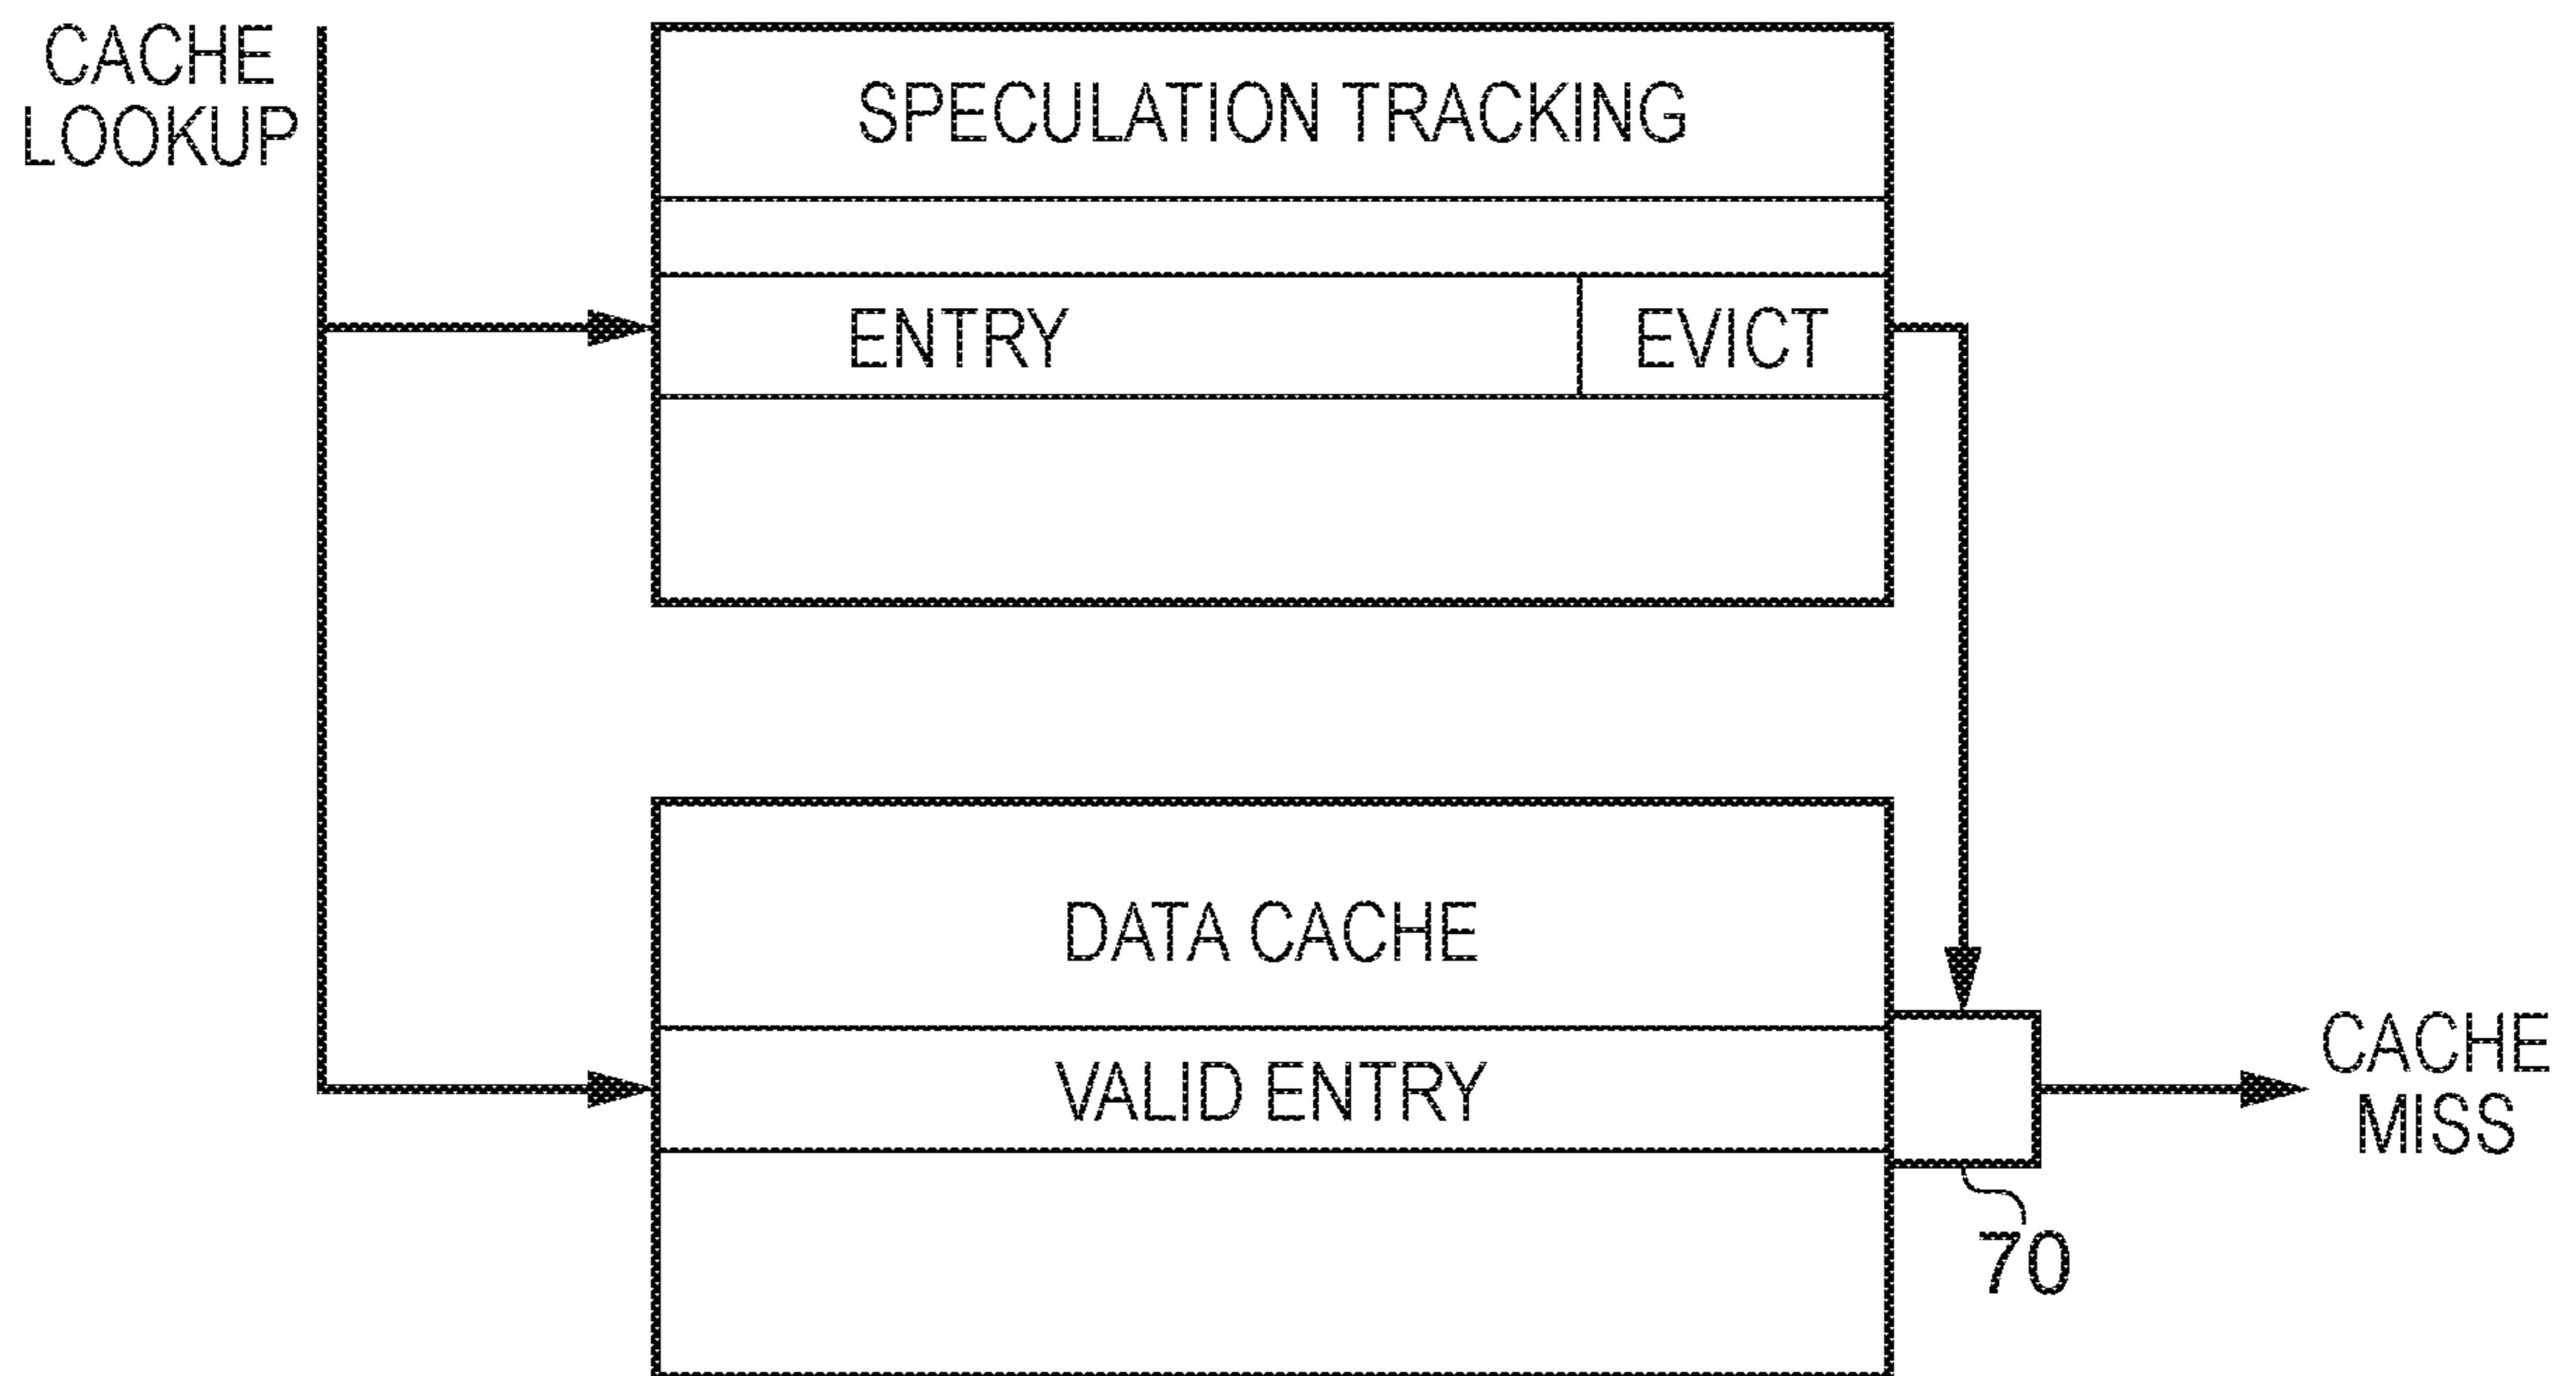 CACHE
LOOKUP
SPECULATION TRACKING
ENTRY
EVICT
DATA CACHE
VALID ENTRY
CACHE
MISS
70